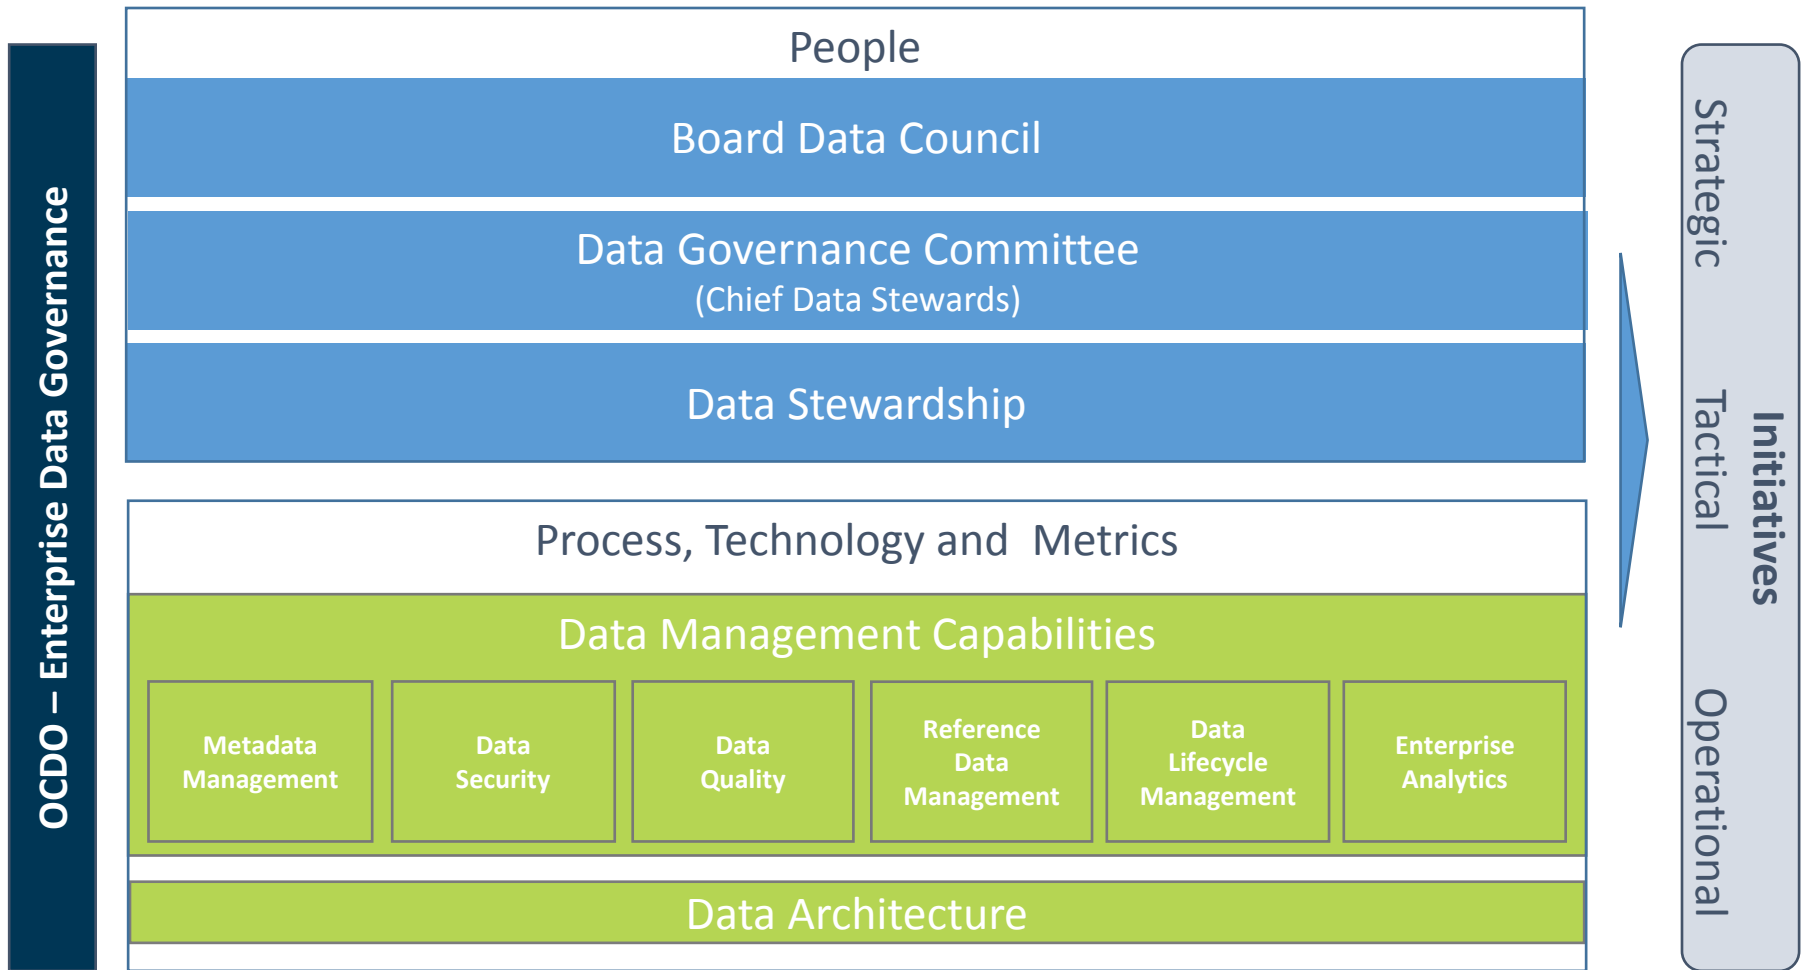 OCDO – Enterprise Data Governance
People
Board Data Council
Data Governance Committee
(Chief Data Stewards)
Data Stewardship
Process, Technology and  Metrics
Data Management Capabilities
Metadata
Management
Data
Security
Data
Quality
Reference
Data
Management
Data
Lifecycle
Management
Enterprise
Analytics
Data Architecture
Initiatives
Strategic
Tactical
Operational